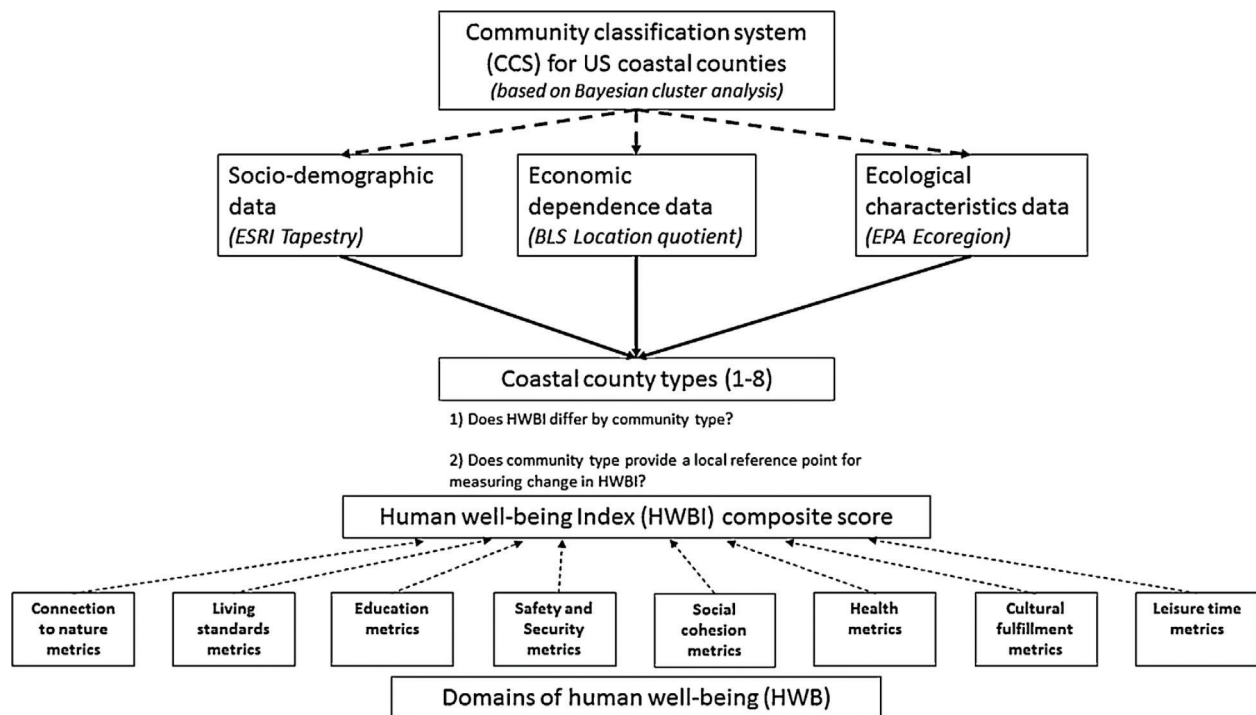 Community classification system
(CCS) for US coastal counties
(based on Bayesian cluster analysis)
Socio-demographic
data
(ESRI Tapestry)
Economic
dependence data
(BLS Location quotient)
Ecological
characteristics data
(EPA Ecoregion)
Coastal county types (1-8)
1) Does HWBI differ by community type?
2) Does community type provide a local reference point for
measuring change in HWBI?
Human well-being Index (HWBI) composite score
Connection
to nature
metrics
Living
standards
metrics
Education
metrics
Safety and
Security
metrics
Social
cohesion
metrics
Health
metrics
Cultural
fulfillment
metrics
Leisure time
metrics
Domains of human well-being (HWB)